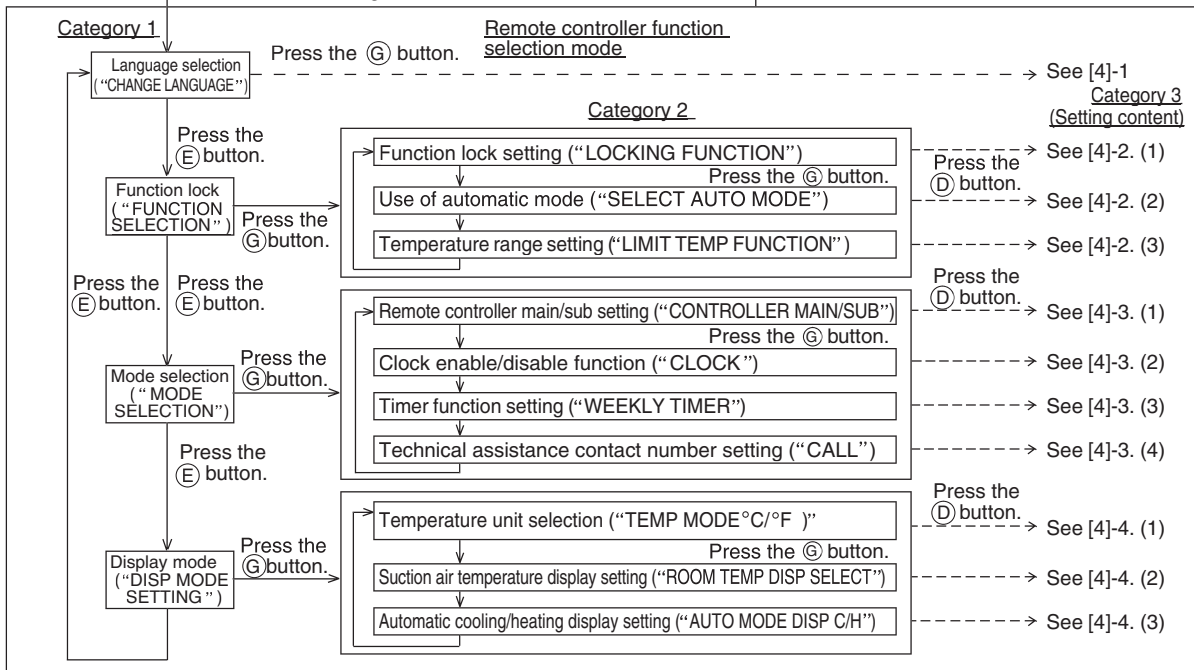 Category 1
Remote controller function
selection mode
Press the Ⓖ button.
Language selection
("CHANGE LANGUAGE")
See [4]-1
Category 3
(Setting content)
Category 2
Press the
Ⓔ button.
Function lock setting ("LOCKING FUNCTION")
Press the Ⓖ button.
Press the
Ⓓ button.
See [4]-2. (1)
Function lock
("FUNCTION
SELECTION")
Press the
Ⓖ button.
Use of automatic mode ("SELECT AUTO MODE")
See [4]-2. (2)
Temperature range setting ("LIMIT TEMP FUNCTION")
See [4]-2. (3)
Press the
Ⓔ button.
Press the
Ⓔ button.
Press the
Ⓓ button.
Remote controller main/sub setting ("CONTROLLER MAIN/SUB")
See [4]-3. (1)
Press the Ⓖ button.
Mode selection
("MODE
SELECTION")
Press the
Ⓖ button.
Clock enable/disable function ("CLOCK")
See [4]-3. (2)
Timer function setting ("WEEKLY TIMER")
See [4]-3. (3)
Technical assistance contact number setting ("CALL")
See [4]-3. (4)
Press the
Ⓔ button.
Press the
Ⓓ button.
Temperature unit selection ("TEMP MODE°C/°F )"
See [4]-4. (1)
Press the Ⓖ button.
Display mode
("DISP MODE
SETTING")
Press the
Ⓖ button.
Suction air temperature display setting ("ROOM TEMP DISP SELECT")
See [4]-4. (2)
Automatic cooling/heating display setting ("AUTO MODE DISP C/H")
See [4]-4. (3)